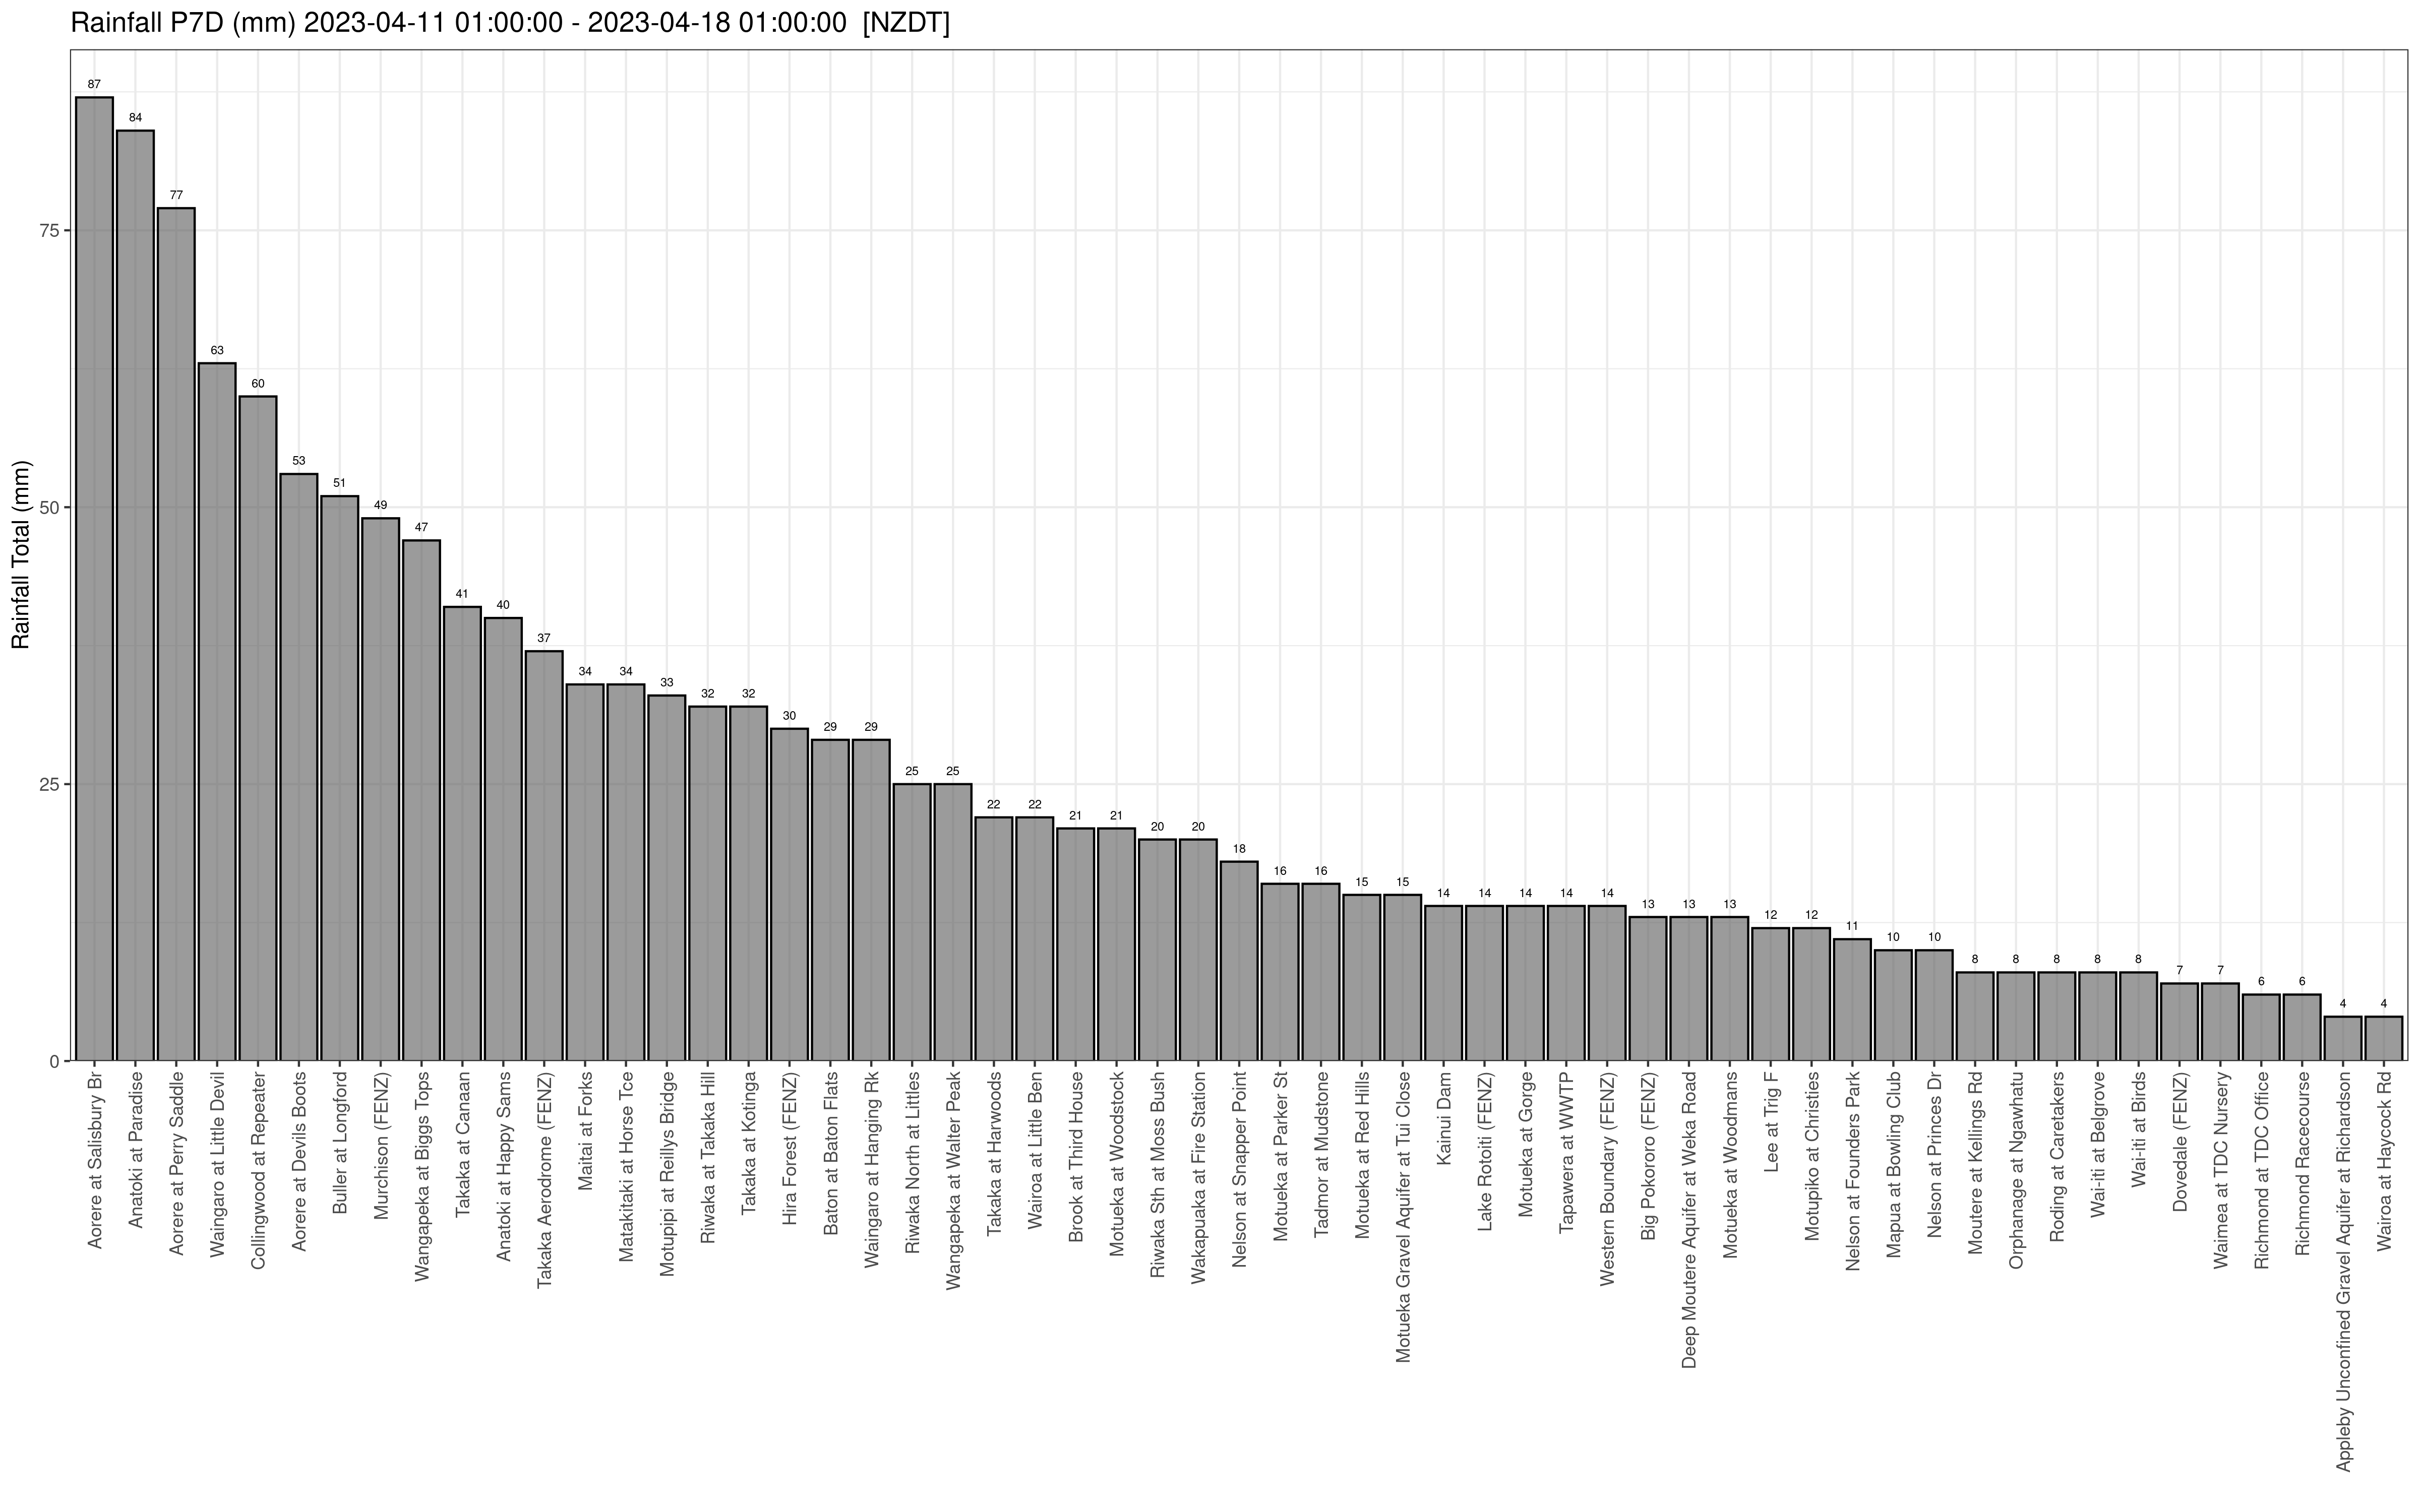 Rainfall P7D (mm) 2023-04-11 01:00:00 - 2023-04-18 01:00:00  [NZDT]
Rainfall Total (mm)
75
50
25
0
87
84
77
63
60
53
51
49
47
41
40
37
34
34
33
32
32
30
29
29
25
25
22
22
21
21
20
20
18
16
16
15
15
14
14
14
14
14
13
13
13
12
12
11
10
10
8
8
8
8
8
7
7
6
6
4
4
Aorere at Salisbury Br
Anatoki at Paradise
Aorere at Perry Saddle
Waingaro at Little Devil
Collingwood at Repeater
Aorere at Devils Boots
Buller at Longford
Murchison (FENZ)
Wangapeka at Biggs Tops
Takaka at Canaan
Anatoki at Happy Sams
Takaka Aerodrome (FENZ)
Maitai at Forks
Matakitaki at Horse Tce
Motupipi at Reillys Bridge
Riwaka at Takaka Hill
Takaka at Kotinga
Hira Forest (FENZ)
Baton at Baton Flats
Waingaro at Hanging Rk
Riwaka North at Littles
Wangapeka at Walter Peak
Takaka at Harwoods
Wairoa at Little Ben
Brook at Third House
Motueka at Woodstock
Riwaka Sth at Moss Bush
Wakapuaka at Fire Station
Nelson at Snapper Point
Motueka at Parker St
Tadmor at Mudstone
Motueka at Red Hills
Motueka Gravel Aquifer at Tui Close
Kainui Dam
Lake Rotoiti (FENZ)
Motueka at Gorge
Tapawera at WWTP
Western Boundary (FENZ)
Big Pokororo (FENZ)
Deep Moutere Aquifer at Weka Road
Motueka at Woodmans
Lee at Trig F
Motupiko at Christies
Nelson at Founders Park
Mapua at Bowling Club
Nelson at Princes Dr
Moutere at Kellings Rd
Orphanage at Ngawhatu
Roding at Caretakers
Wai-iti at Belgrove
Wai-iti at Birds
Dovedale (FENZ)
Waimea at TDC Nursery
Richmond at TDC Office
Richmond Racecourse
Appleby Unconfined Gravel Aquifer at Richardson
Wairoa at Haycock Rd